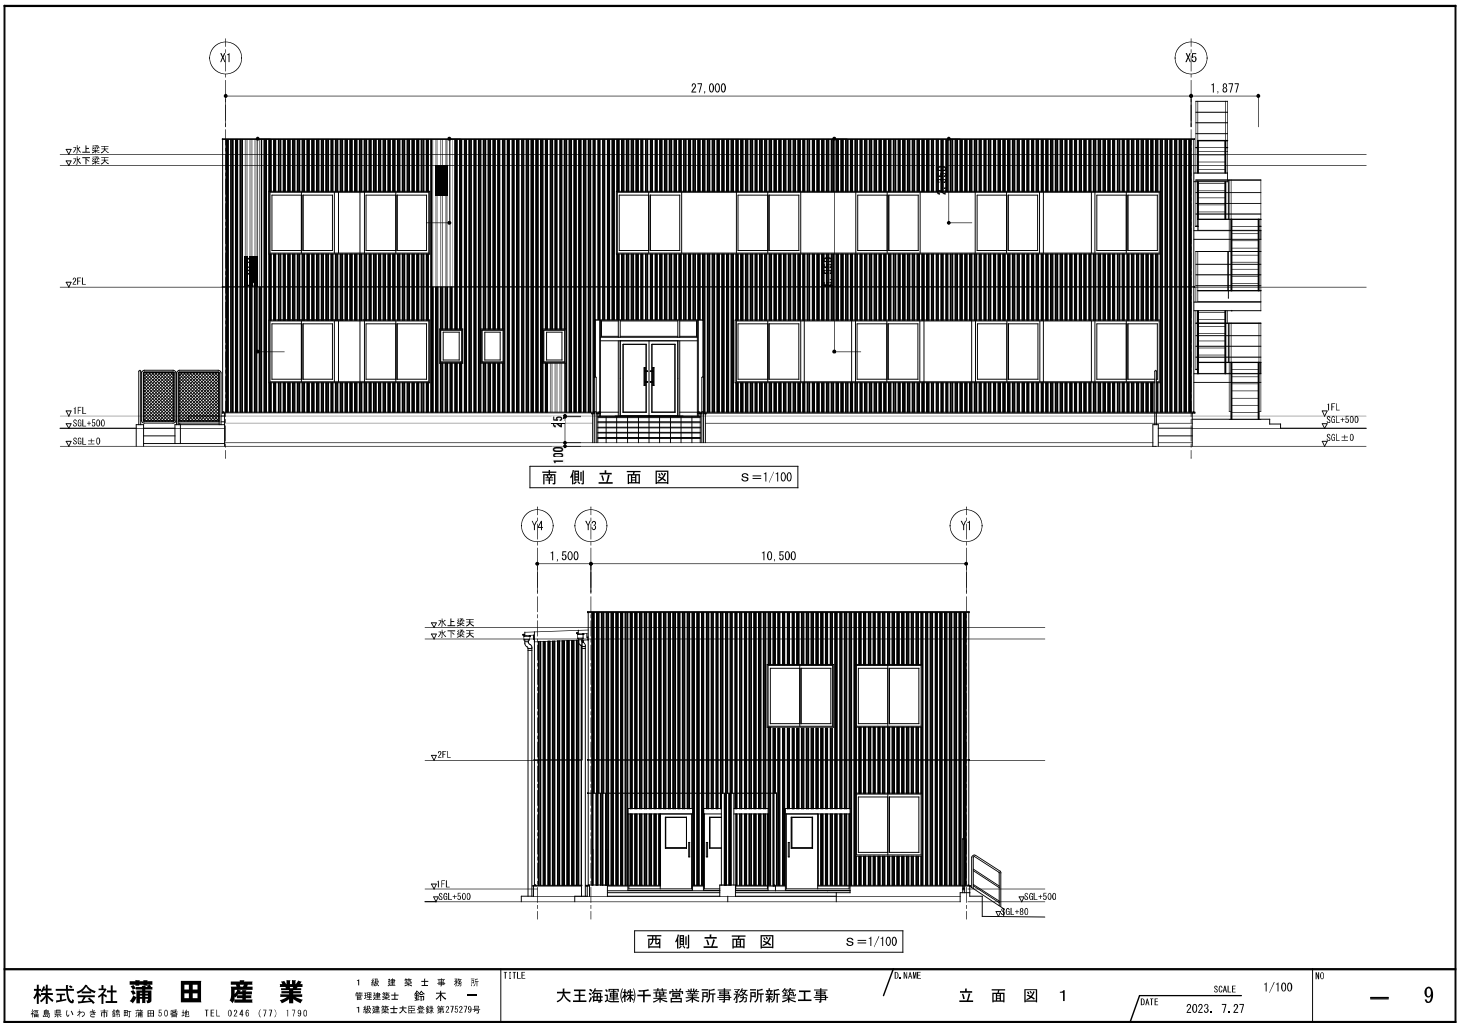 X1
X5
27,000
1,877
水上梁天
水下梁天
2FL
1FL
SGL+500
SGL±0
25
100
1FL
SGL+500
SGL±0
南側立面図 S=1/100
Y4
Y3
Y1
1,500
10,500
水上梁天
水下梁天
2FL
1FL
SGL+500
SGL+500
SGL+80
西側立面図 S=1/100
株式会社 蒲田産業
福島県いわき市錦町蒲田50番地 TEL 0246 (77) 1790
1級建築士事務所
管理建築士 鈴木 一
1級建築士大臣登録 第275279号
TITLE
大王海運㈱千葉営業所事務所新築工事
D.NAME
立面図 1
SCALE 1/100
DATE 2023. 7.27
NO
— 9